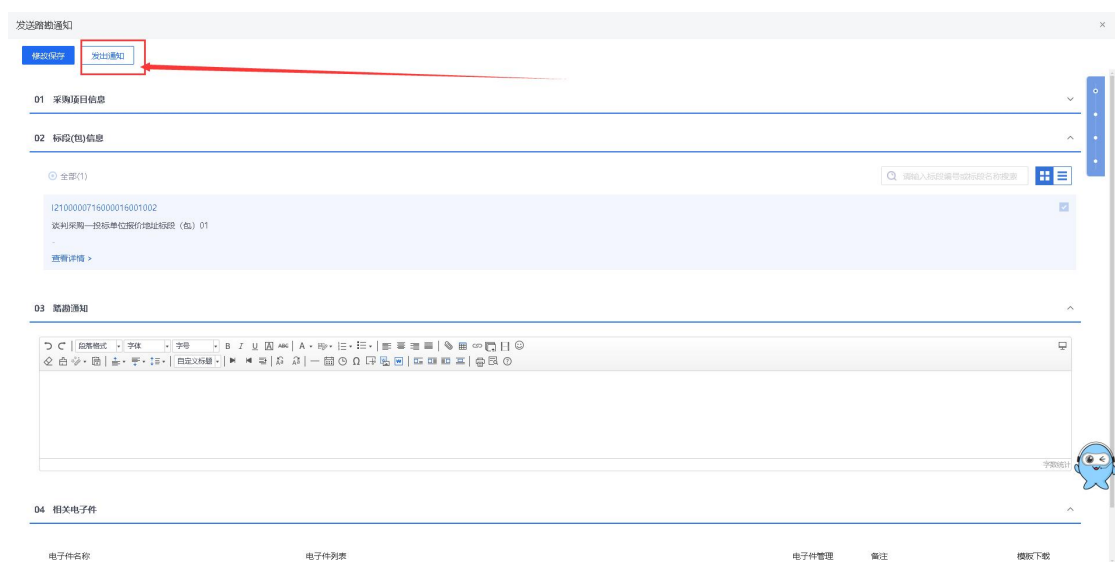 发送踏勘通知
修改保存 发出通知
01 采购项目信息
02 标段(包)信息
全部(1)
请输入标段编号或标段名称搜索
I2100000716000016001002
谈判采购—投标单位报价地址标段（包）01
查看详情 >
03 踏勘通知
段落格式 字体 字号 B I U A ABC A
自定义标题
字数统计
04 相关电子件
电子件名称 电子件列表 电子件管理 备注 模板下载